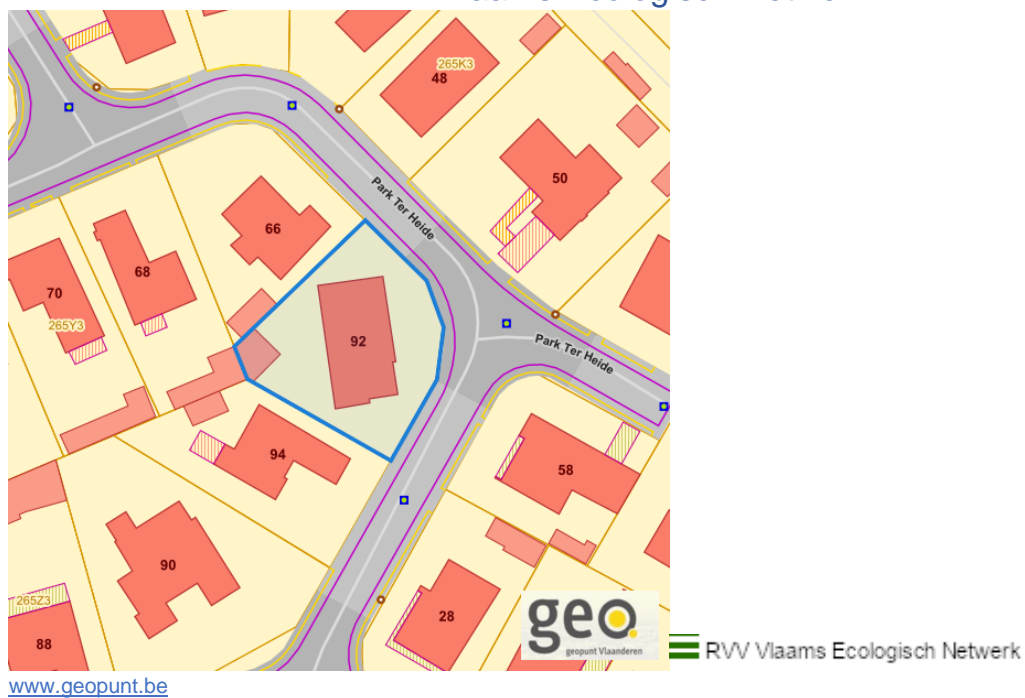 48
265K3
50
Park Ter Heide
66
68
70
265Y3
92
Park Ter Heide
94
58
90
265Z3
88
28
geo
geopunt Vlaanderen
RVV Vlaams Ecologisch Netwerk
www.geopunt.be